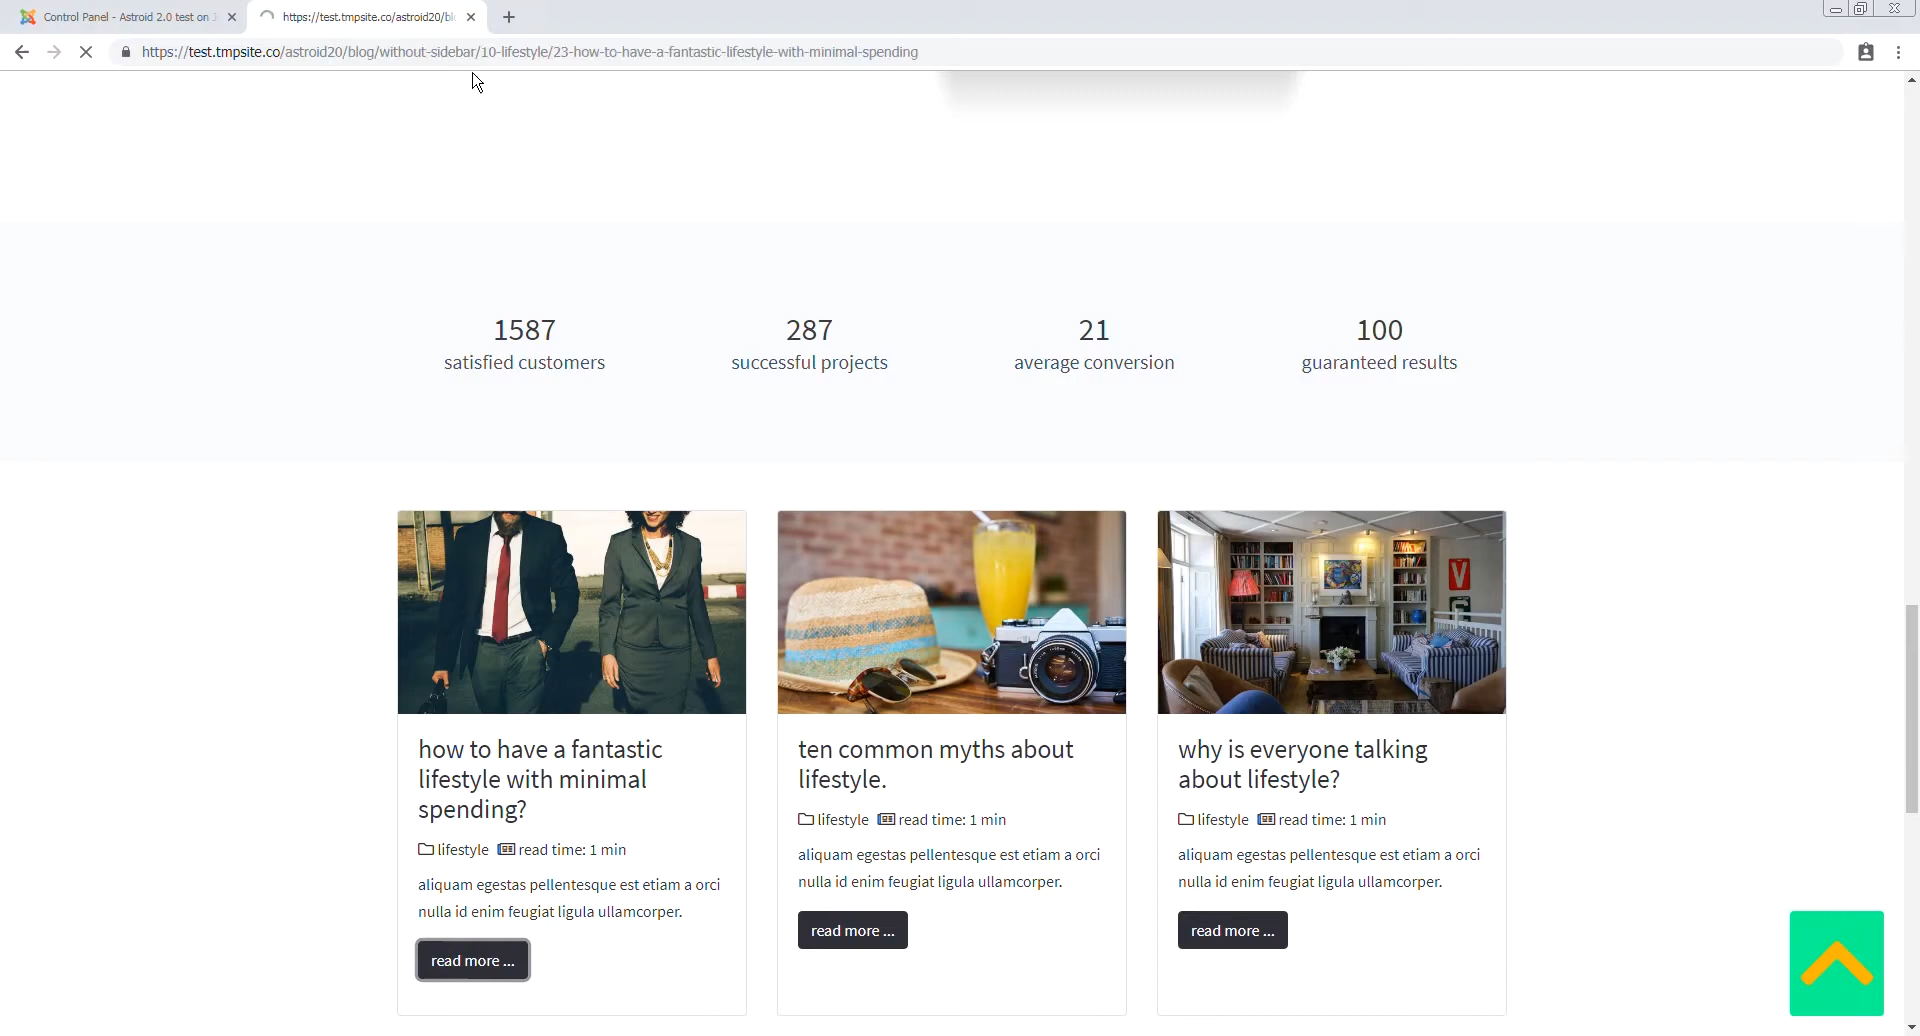 Control Panel - Astroid 2.0 test on
https://test.tmpsite.co/astroid20/bl
https://test.tmpsite.co/astroid20/blog/without-sidebar/10-lifestyle/23-how-to-have-a-fantastic-lifestyle-with-minimal-spending
1587
287
21
100
satisfied customers
successful projects
average conversion
guaranteed results
V
how to have a fantastic
lifestyle with minimal
spending?
lifestyle read time: 1 min
aliquam egestas pellentesque est etiam a orci
nulla id enim feugiat ligula ullamcorper.
read more ...
ten common myths about
lifestyle.
lifestyle read time: 1 min
aliquam egestas pellentesque est etiam a orci
nulla id enim feugiat ligula ullamcorper.
read more ...
why is everyone talking
about lifestyle?
lifestyle read time: 1 min
aliquam egestas pellentesque est etiam a orci
nulla id enim feugiat ligula ullamcorper.
read more ...